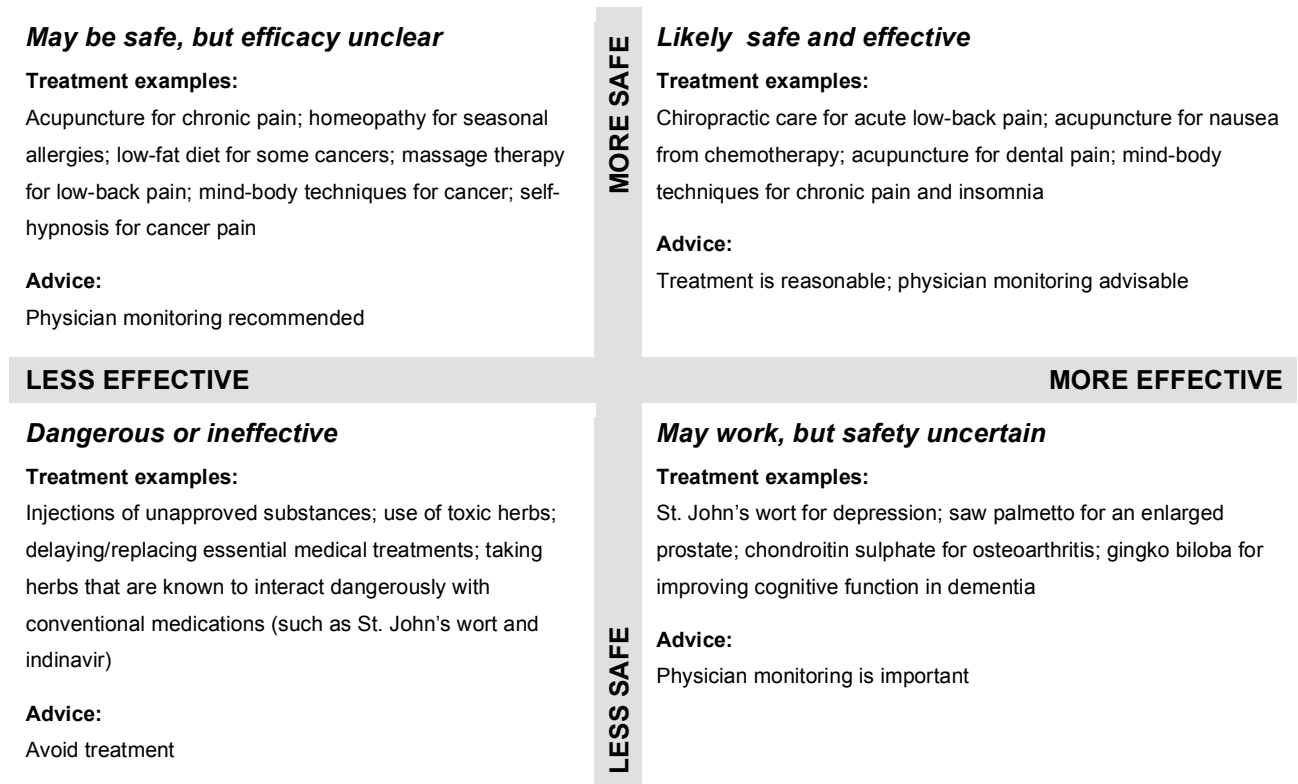 May be safe, but efficacy unclear
Treatment examples:
Acupuncture for chronic pain; homeopathy for seasonal
allergies; low-fat diet for some cancers; massage therapy
for low-back pain; mind-body techniques for cancer; self-
hypnosis for cancer pain
Advice:
Physician monitoring recommended
MORE SAFE
Likely safe and effective
Treatment examples:
Chiropractic care for acute low-back pain; acupuncture for nausea
from chemotherapy; acupuncture for dental pain; mind-body
techniques for chronic pain and insomnia
Advice:
Treatment is reasonable; physician monitoring advisable
LESS EFFECTIVE
MORE EFFECTIVE
Dangerous or ineffective
Treatment examples:
Injections of unapproved substances; use of toxic herbs;
delaying/replacing essential medical treatments; taking
herbs that are known to interact dangerously with
conventional medications (such as St. John's wort and
indinavir)
Advice:
Avoid treatment
LESS SAFE
May work, but safety uncertain
Treatment examples:
St. John's wort for depression; saw palmetto for an enlarged
prostate; chondroitin sulphate for osteoarthritis; gingko biloba for
improving cognitive function in dementia
Advice:
Physician monitoring is important